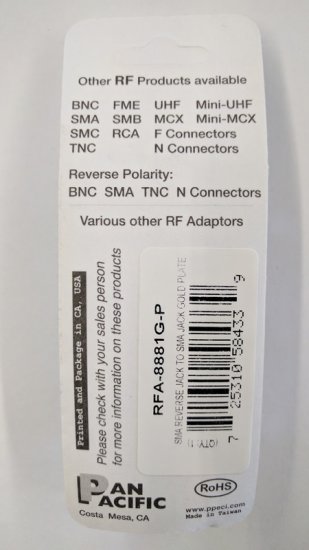 Other RF Products available
BNC FME UHF Mini-UHF
SMA SMB MCX Mini-MCX
SMC RCA F Connectors
TNC N Connectors
Reverse Polarity:
BNC SMA TNC N Connectors
Various other RF Adaptors
Printed and Package in CA, USA
Please check with your sales person
for more information on these products
RFA-8881G-P
SMA REVERSE JACK TO SMA JACK GOLD PLATE
(QTY: 1)
7 25310 58433 9
PAN
PACIFIC
Costa Mesa, CA
RoHS
www.ppeci.com
Made in Taiwan